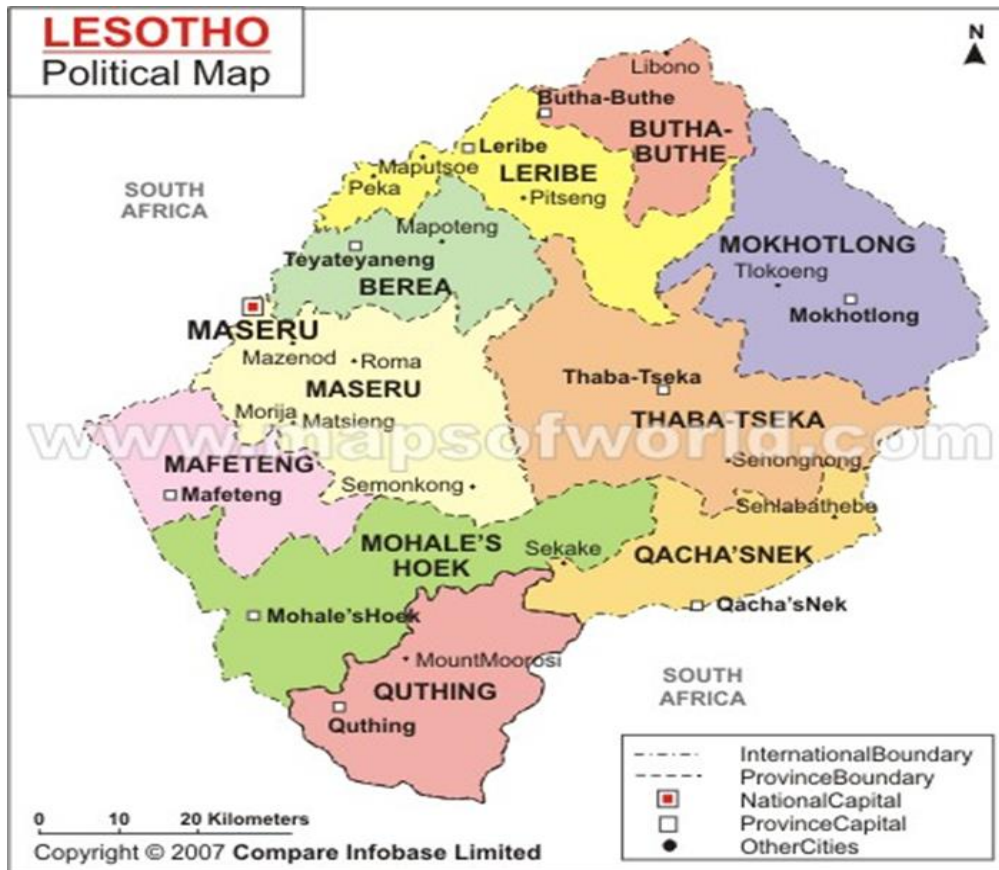 LESOTHO
Political Map
N
Libono
Butha-Buthe
BUTHA-
BUTHE
Leribe
Maputsoe
LERIBE
Peka
Pitseng
SOUTH
AFRICA
Mapoteng
Teyateyaneng
BEREA
MOKHOTLONG
Tlokoeng
Mokhotlong
MASERU
Mazenod
Roma
MASERU
Thaba-Tseka
THABA-TSEKA
Morija
Matsieng
www.mapsofworld.com
MAFETENG
Mafeteng
Semonkong
Senonghong
Sehlabathebe
MOHALE'S
HOEK
Sekake
QACHA'SNEK
Qacha'sNek
Mohale'sHoek
MountMoorosi
QUTHING
Quthing
SOUTH
AFRICA
InternationalBoundary
ProvinceBoundary
NationalCapital
ProvinceCapital
OtherCities
0 10 20 Kilometers
Copyright © 2007 Compare Infobase Limited